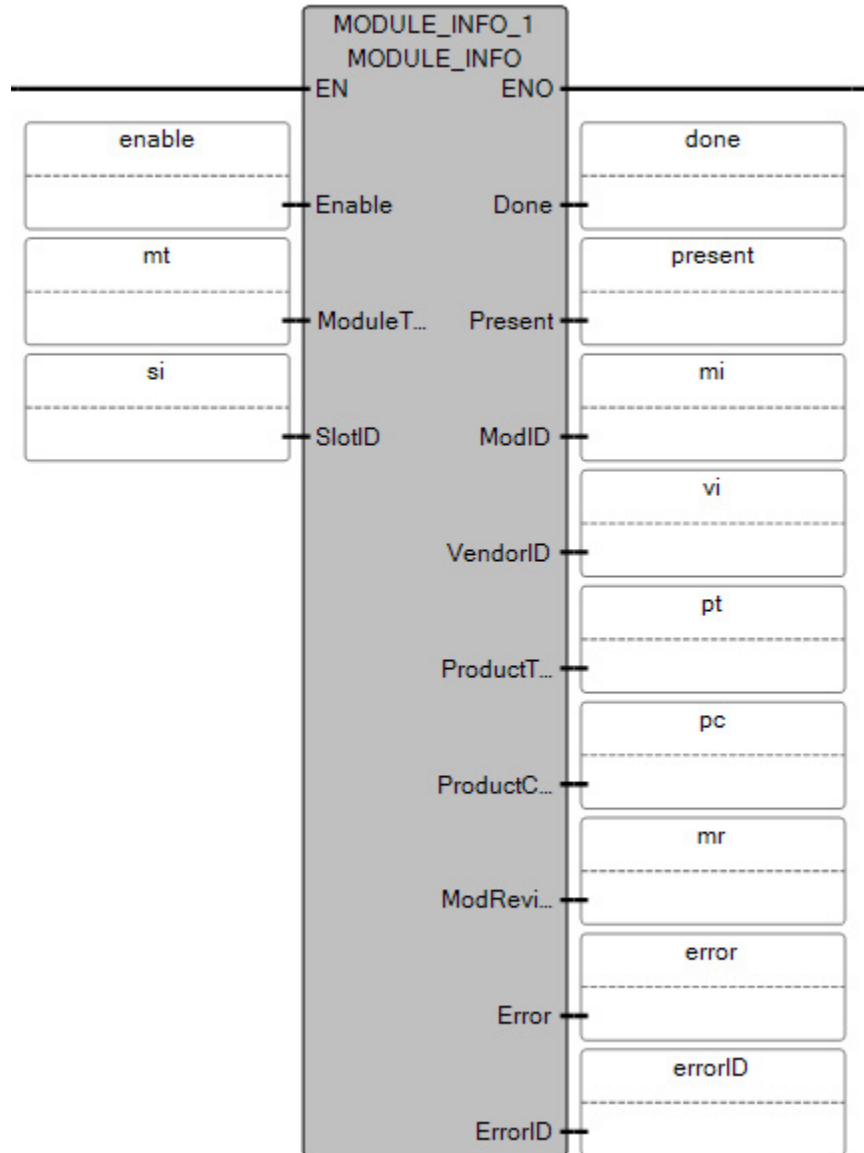 MODULE_INFO_1
MODULE_INFO
EN ENO
enable done
Enable Done
mt present
ModuleT... Present
si mi
SlotID ModID
vi
VendorID
pt
ProductT...
pc
ProductC...
mr
ModRevi...
error
Error
errorID
ErrorID